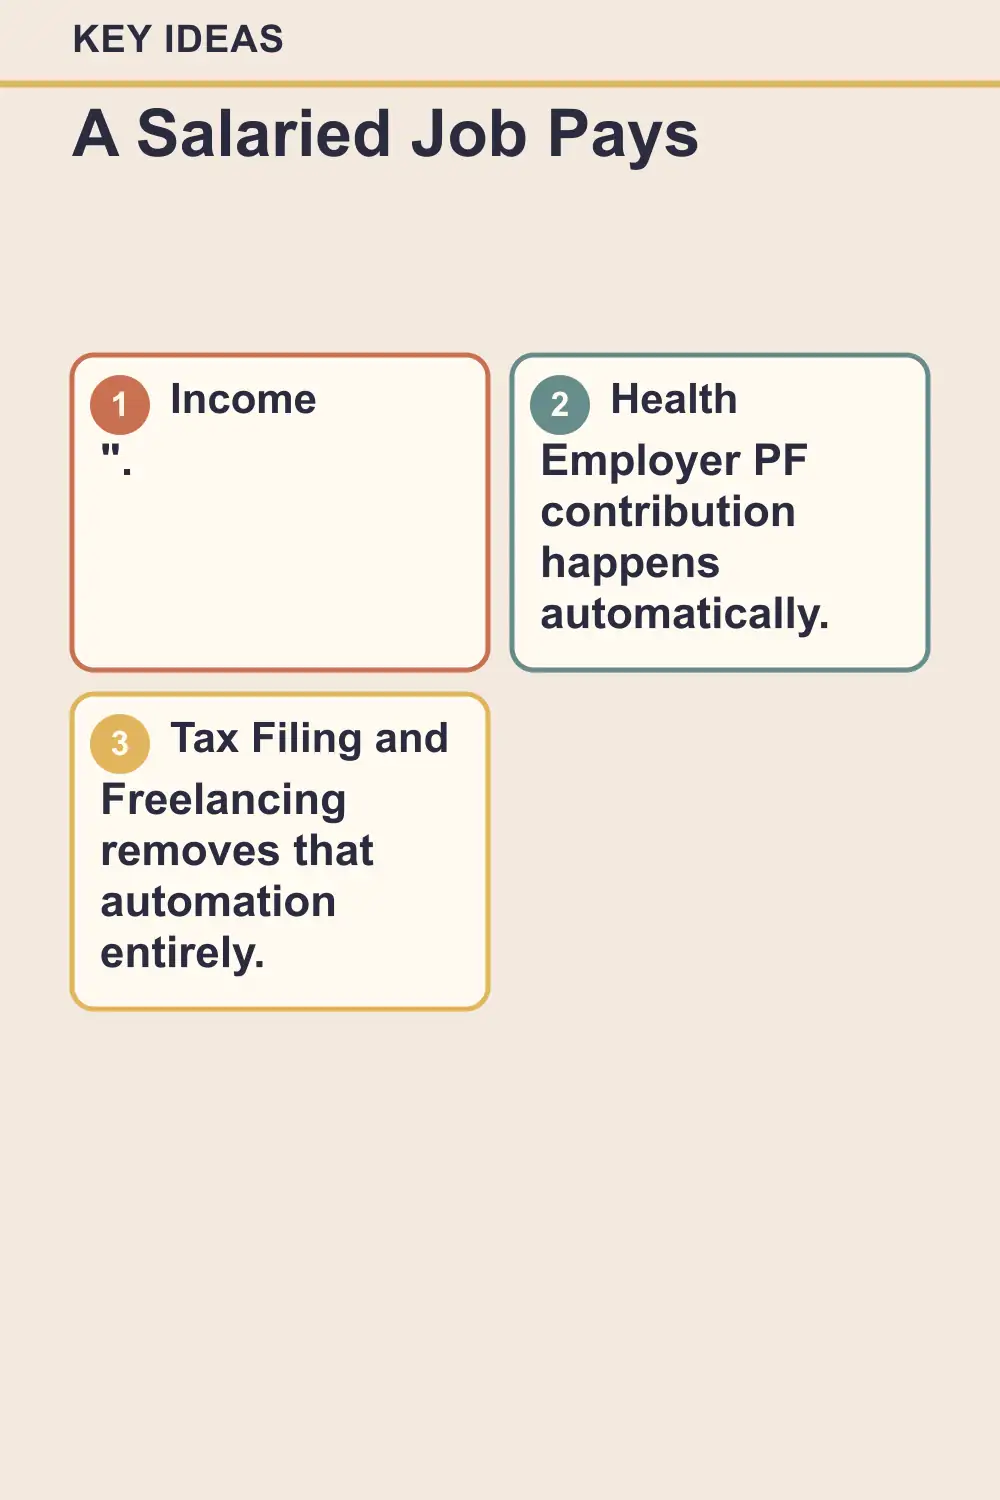 KEY IDEAS
A Salaried Job Pays
1 Income
".
2 Health
Employer PF
contribution
happens
automatically.
3 Tax Filing and
Freelancing
removes that
automation
entirely.